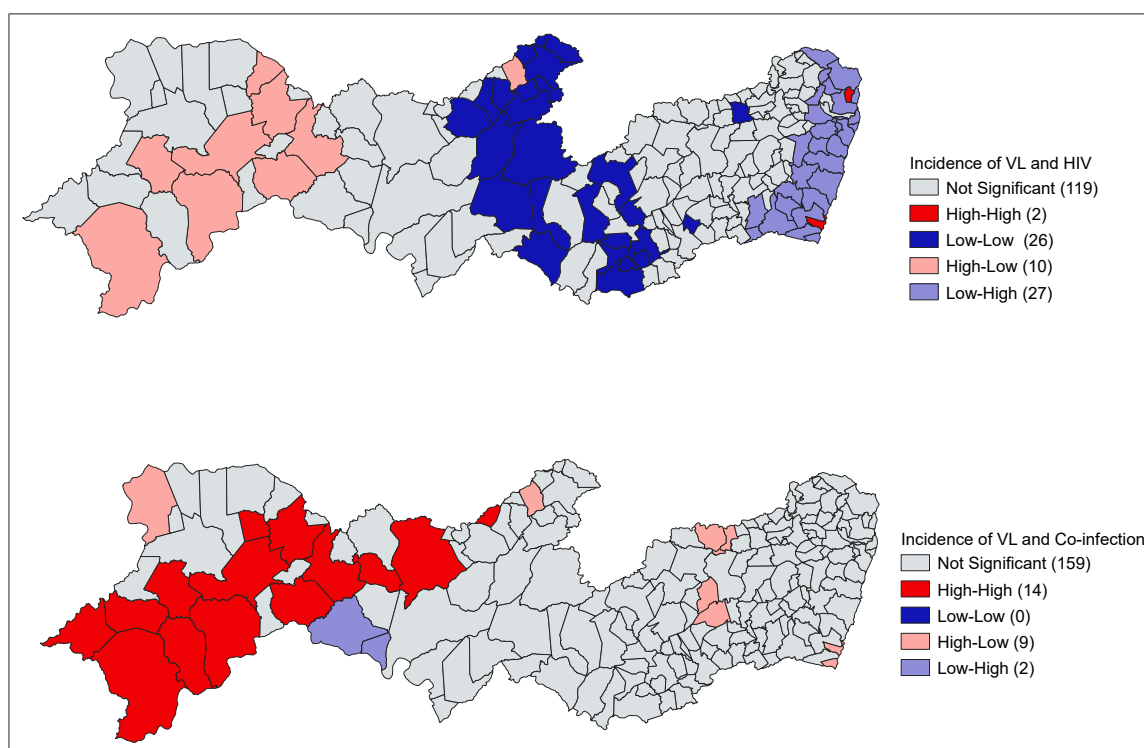 Incidence of VL and HIV
Not Significant (119)
High-High (2)
Low-Low (26)
High-Low (10)
Low-High (27)
Incidence of VL and Co-infection
Not Significant (159)
High-High (14)
Low-Low (0)
High-Low (9)
Low-High (2)